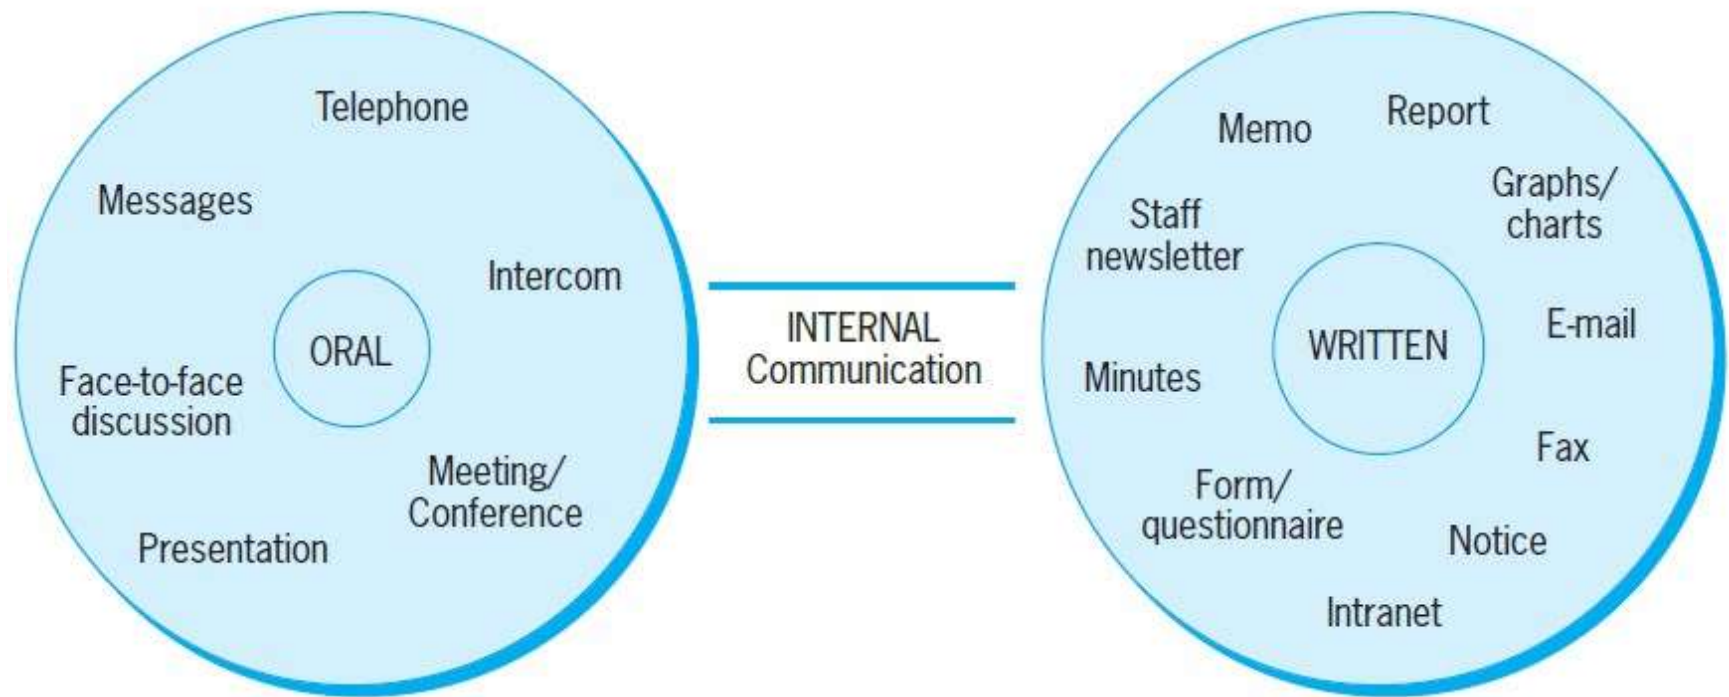 Telephone
Messages
Intercom
ORAL
Face-to-face
discussion
Meeting/
Conference
Presentation
INTERNAL
Communication
Report
Memo
Graphs/
charts
Staff
newsletter
E-mail
WRITTEN
Minutes
Fax
Form/
questionnaire
Notice
Intranet